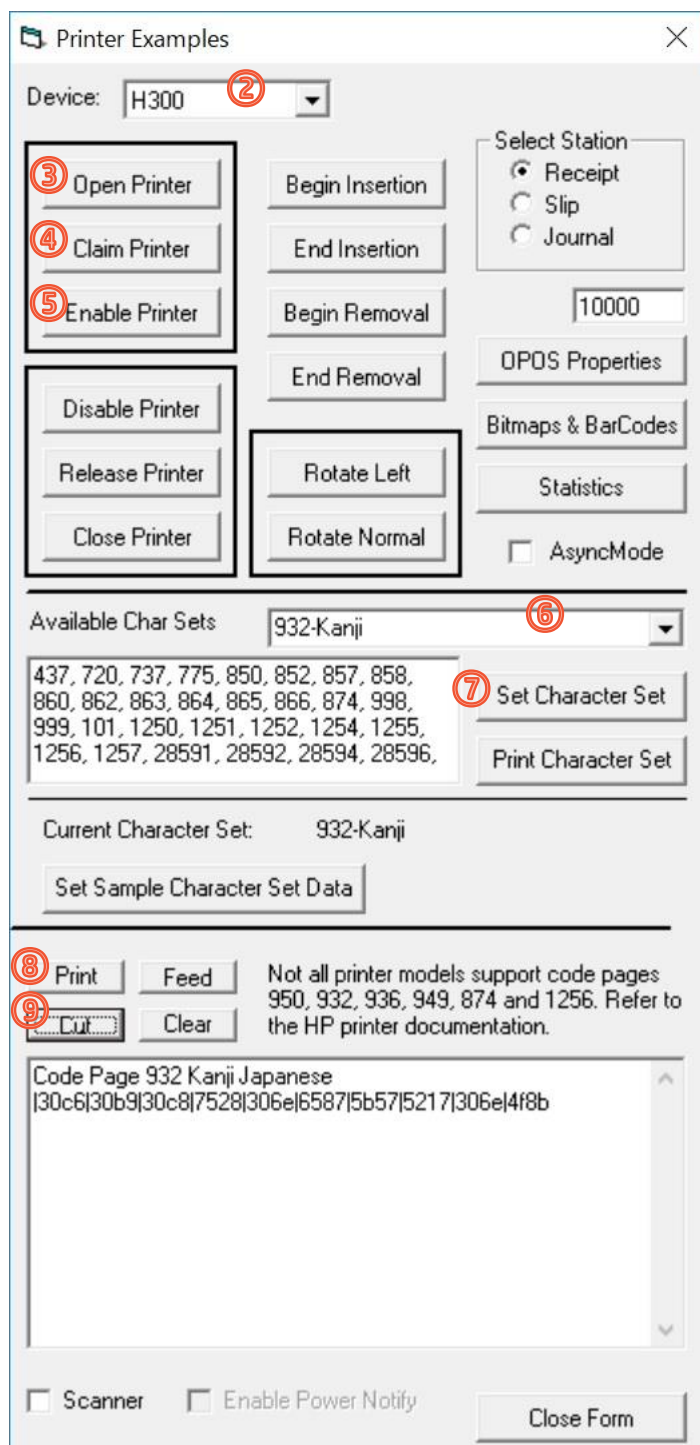 Printer Examples
Device: H300 ②
③ Open Printer
④ Claim Printer
⑤ Enable Printer
Begin Insertion
End Insertion
Begin Removal
End Removal
Select Station
Receipt
Slip
Journal
10000
OPOS Properties
Bitmaps & BarCodes
Statistics
AsyncMode
Disable Printer
Release Printer
Close Printer
Rotate Left
Rotate Normal
Available Char Sets 932-Kanji ⑥
437, 720, 737, 775, 850, 852, 857, 858,
860, 862, 863, 864, 865, 866, 874, 998,
999, 101, 1250, 1251, 1252, 1254, 1255,
1256, 1257, 28591, 28592, 28594, 28596,
⑦ Set Character Set
Print Character Set
Current Character Set: 932-Kanji
Set Sample Character Set Data
⑧ Print Feed
⑨ Cut Clear
Not all printer models support code pages
950, 932, 936, 949, 874 and 1256. Refer to
the HP printer documentation.
Code Page 932 Kanji Japanese
|30c6|30b9|30c8|7528|306e|6587|5b57|5217|306e|4f8b
Scanner Enable Power Notify Close Form